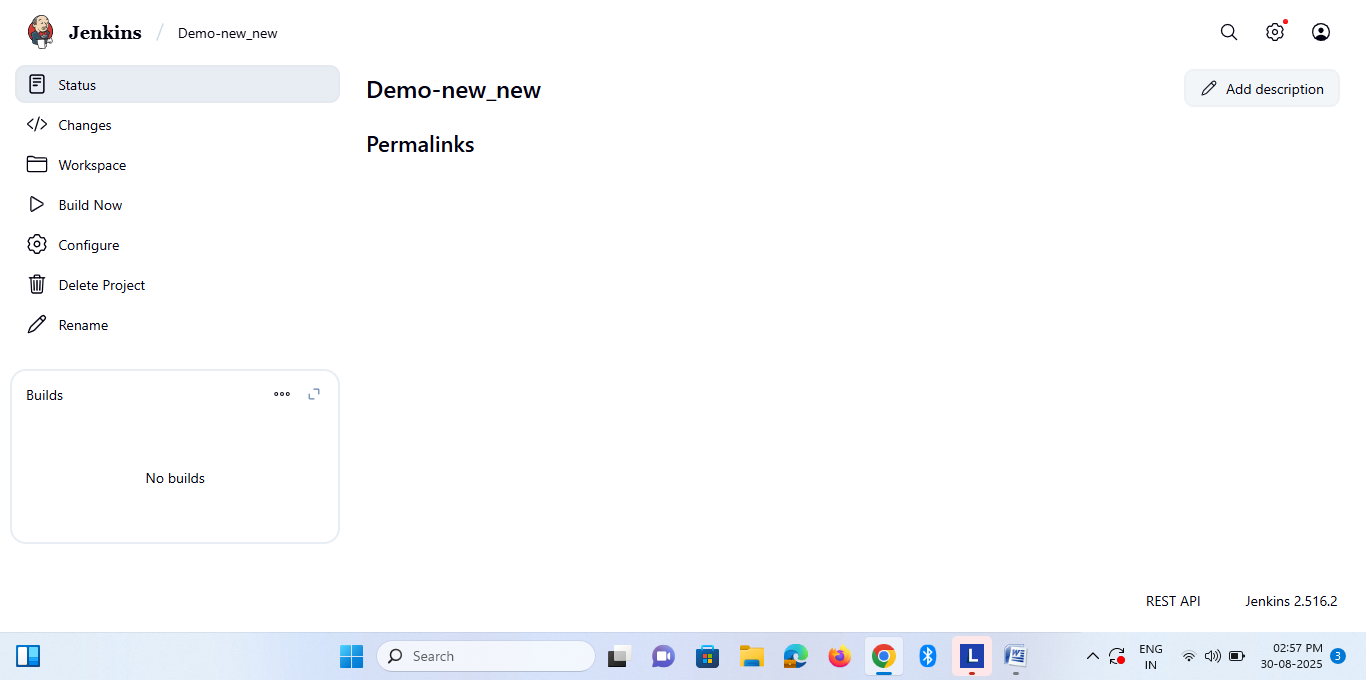 Jenkins / Demo-new_new
Status
Changes
Workspace
Build Now
Configure
Delete Project
Rename
Builds
No builds
Demo-new_new
Add description
Permalinks
REST API
Jenkins 2.516.2
Search
L
W
ENG
IN
02:57 PM
30-08-2025
3